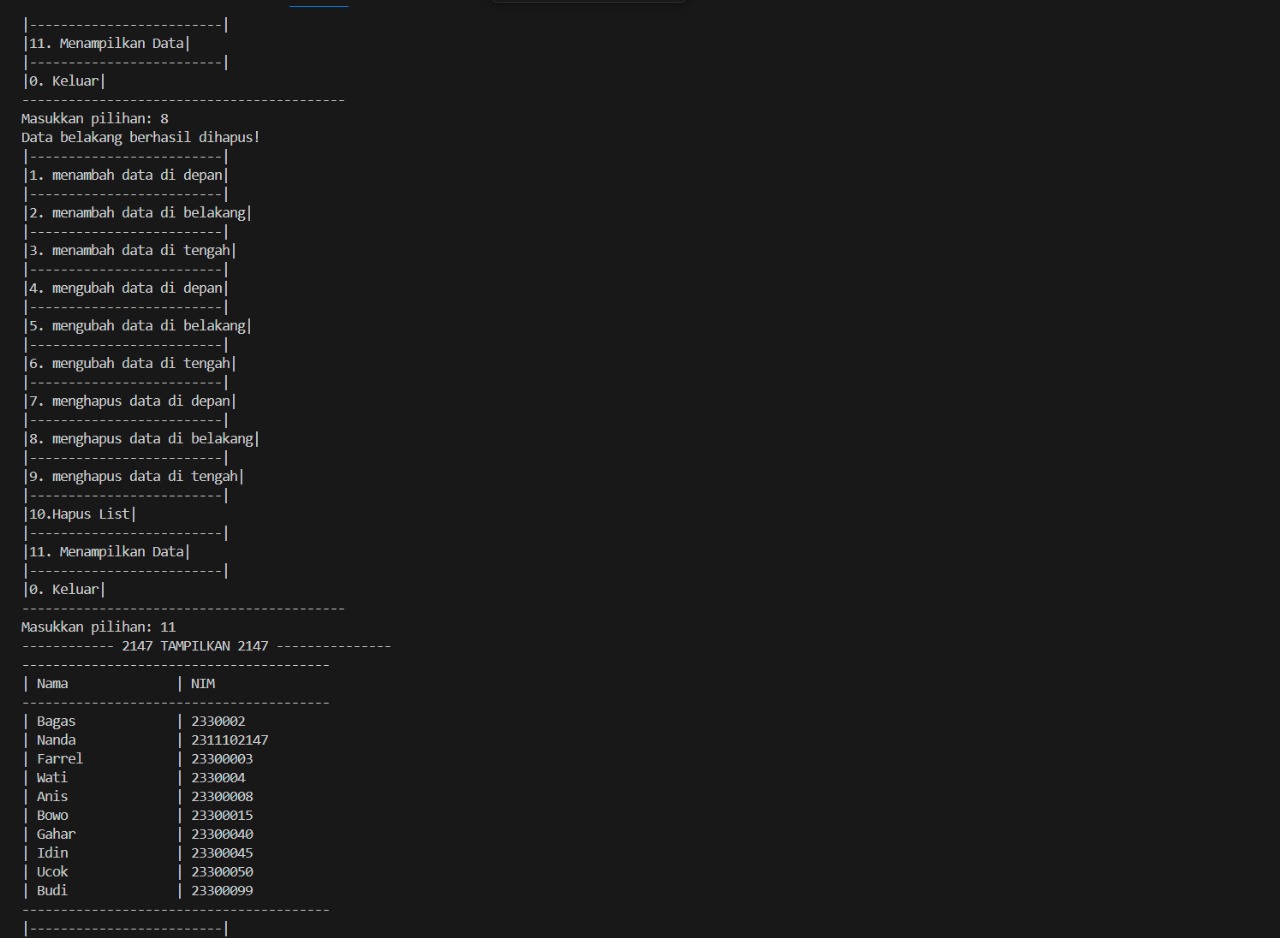 |-------------------------|
|11. Menampilkan Data|
|-------------------------|
|0. Keluar|
------------------------------------------
Masukkan pilihan: 8
Data belakang berhasil dihapus!
|-------------------------|
|1. menambah data di depan|
|-------------------------|
|2. menambah data di belakang|
|-------------------------|
|3. menambah data di tengah|
|-------------------------|
|4. mengubah data di depan|
|-------------------------|
|5. mengubah data di belakang|
|-------------------------|
|6. mengubah data di tengah|
|-------------------------|
|7. menghapus data di depan|
|-------------------------|
|8. menghapus data di belakang|
|-------------------------|
|9. menghapus data di tengah|
|-------------------------|
|10.Hapus List|
|-------------------------|
|11. Menampilkan Data|
|-------------------------|
|0. Keluar|
------------------------------------------
Masukkan pilihan: 11
------------ 2147 TAMPILKAN 2147 ---------------
----------------------------------------
| Nama              | NIM
----------------------------------------
| Bagas             | 2330002
| Nanda             | 2311102147
| Farrel            | 23300003
| Wati              | 2330004
| Anis              | 23300008
| Bowo              | 23300015
| Gahar             | 23300040
| Idin              | 23300045
| Ucok              | 23300050
| Budi              | 23300099
----------------------------------------
|-------------------------|